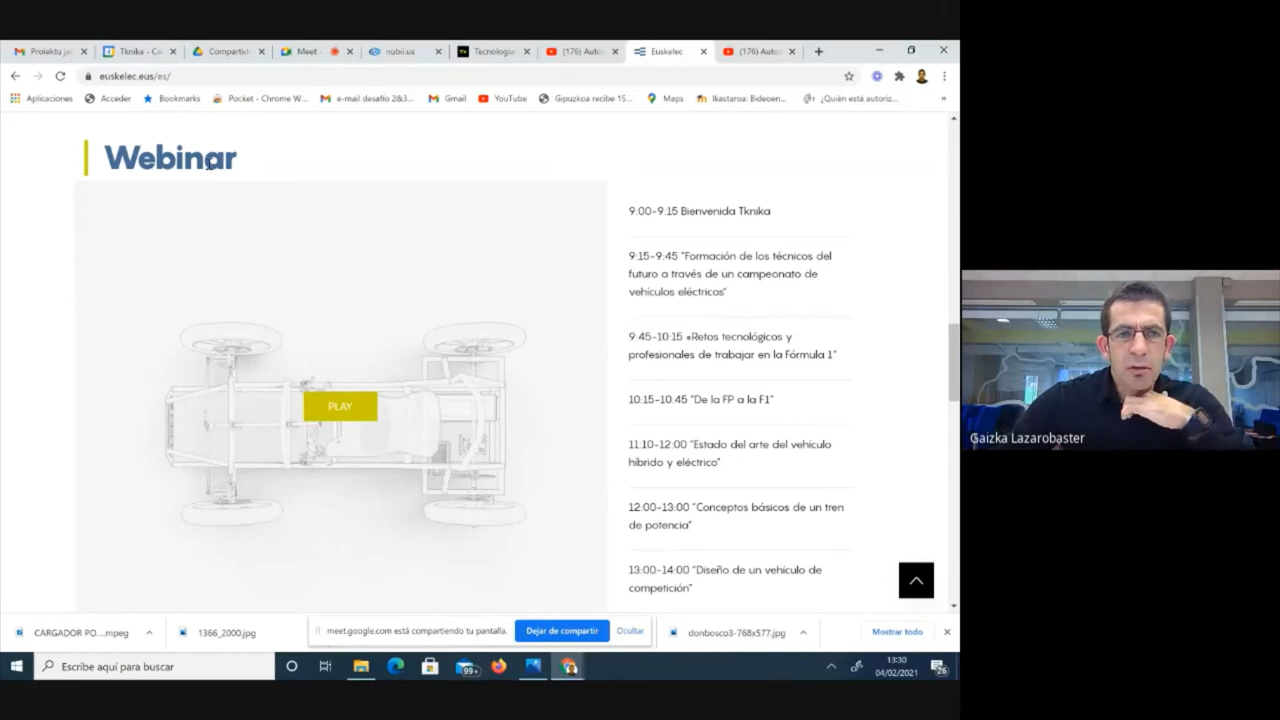 Proiektu ja
Tknika - Cal
Compartido
Meet -
nubil.us
Tecnologías
(176) Auto
Euskelec
(176) Auto
euskelec.eus/es/
Aplicaciones
Acceder
Bookmarks
Pocket - Chrome W...
e-mail desafio 2&3...
Gmail
YouTube
Gipuzkoa recibe 15...
Maps
Ikastaroa: Bideoen...
¿Quién está autoriz...
»
Webinar
9:00-9:15 Bienvenida Tknika
9:15-9:45 "Formación de los técnicos del
futuro a través de un campeonato de
vehículos eléctricos"
9:45-10:15 «Retos tecnológicos y
profesionales de trabajar en la Fórmula 1"
10:15-10:45 "De la FP a la F1"
11:10-12:00 "Estado del arte del vehículo
híbrido y eléctrico"
12:00-13:00 "Conceptos básicos de un tren
de potencia"
13:00-14:00 "Diseño de un vehículo de
competición"
PLAY
Gaizka Lazarobaster
CARGADOR PO....mpeg
1366_2000.jpg
meet.google.com está compartiendo tu pantalla.
Dejar de compartir
Ocultar
donbosco3-768x577.jpg
Mostrar todo
Escribe aquí para buscar
99+
13:30
04/02/2021
26